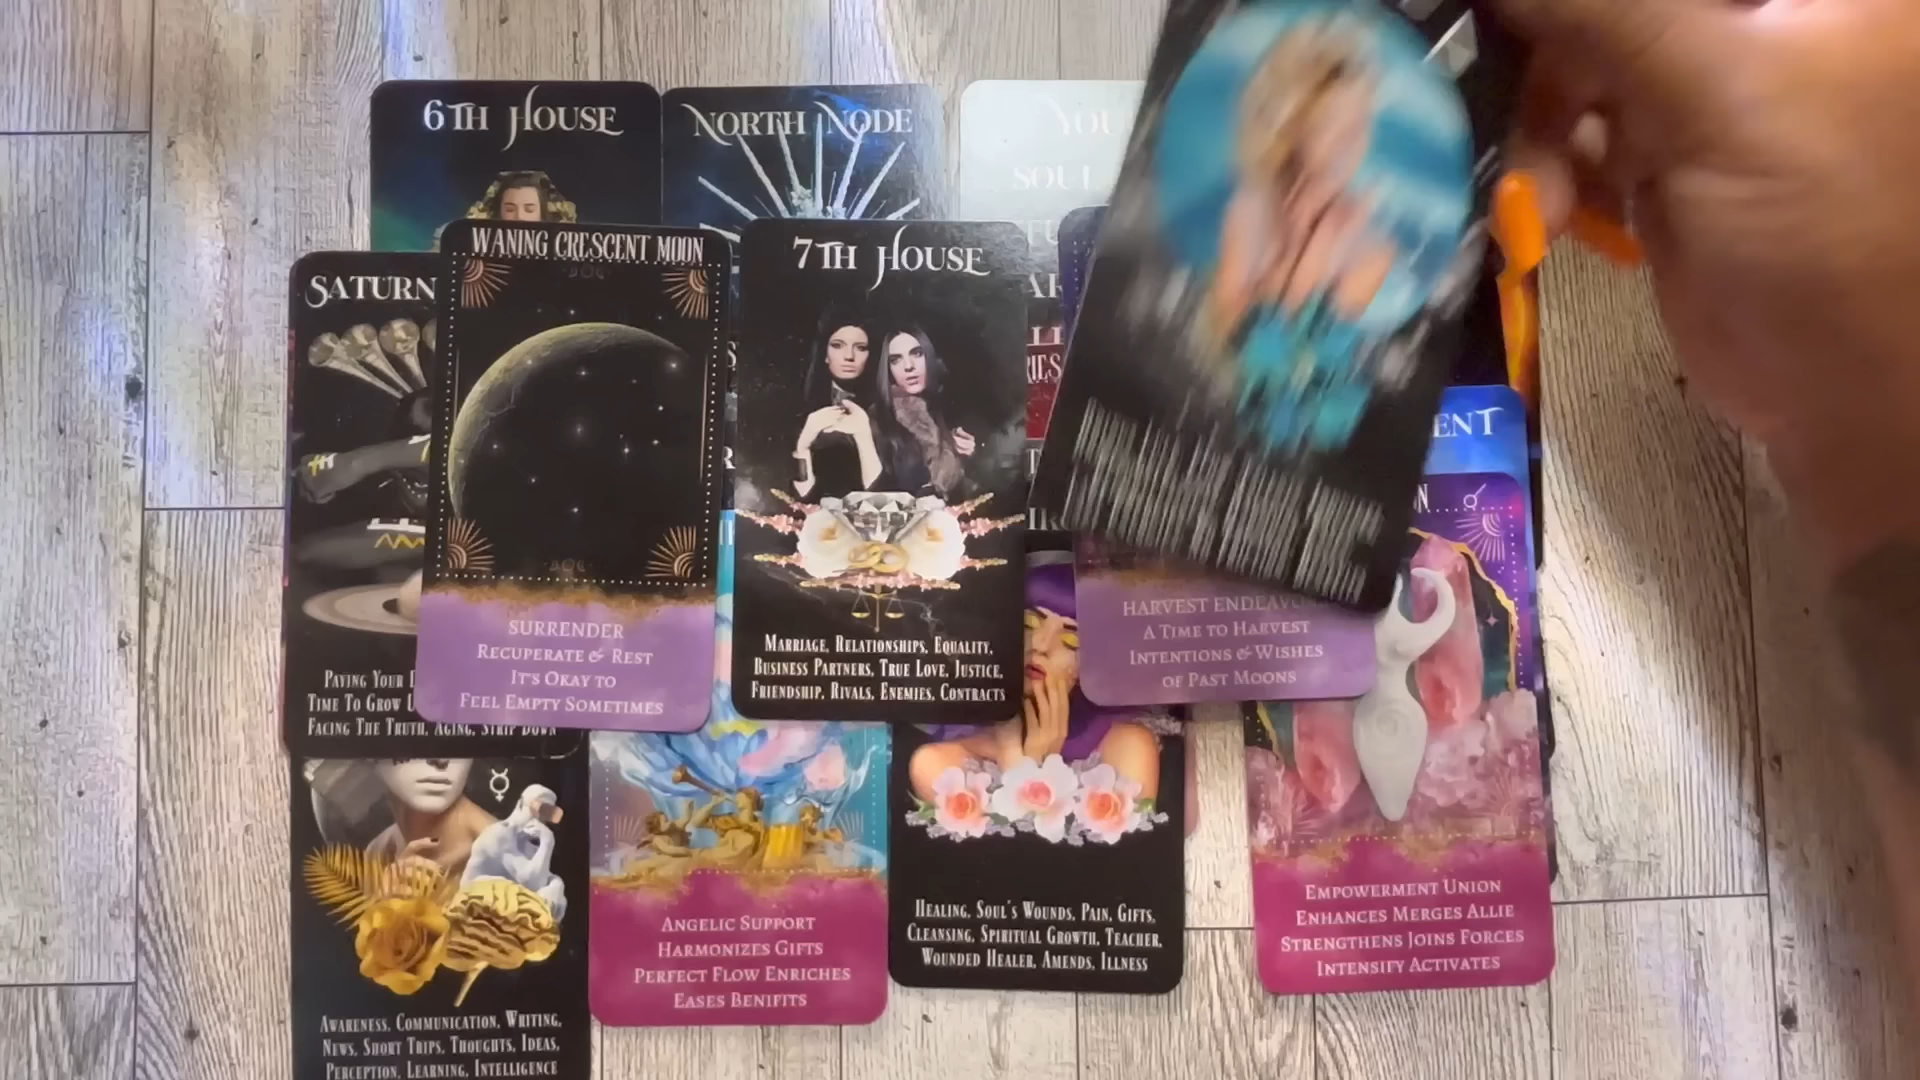 6TH HOUSE
NORTH NODE
YOU
SOUL
WANING CRESCENT MOON
7TH HOUSE
SATURN
ENT
SURRENDER
RECUPERATE & REST
IT'S OKAY TO
FEEL EMPTY SOMETIMES
MARRIAGE, RELATIONSHIPS, EQUALITY,
BUSINESS PARTNERS, TRUE LOVE, JUSTICE,
FRIENDSHIP, RIVALS, ENEMIES, CONTRACTS
HARVEST
A TIME TO HARVEST
INTENTIONS & WISHES
OF PAST MOONS
PAYING YOUR
TIME TO GROW
FACING THE TRUTH, AGING, STRIP DOWN
ANGELIC SUPPORT
HARMONIZES GIFTS
PERFECT FLOW ENRICHES
EASES BENIFITS
HEALING, SOUL'S WOUNDS, PAIN, GIFTS,
CLEANSING, SPIRITUAL GROWTH, TEACHER,
WOUNDED HEALER, AMENDS, ILLNESS
EMPOWERMENT UNION
ENHANCES MERGES ALLIE
STRENGTHENS JOINS FORCES
INTENSIFY ACTIVATES
AWARENESS, COMMUNICATION, WRITING,
NEWS, SHORT TRIPS, THOUGHTS, IDEAS,
PERCEPTION, LEARNING, INTELLIGENCE